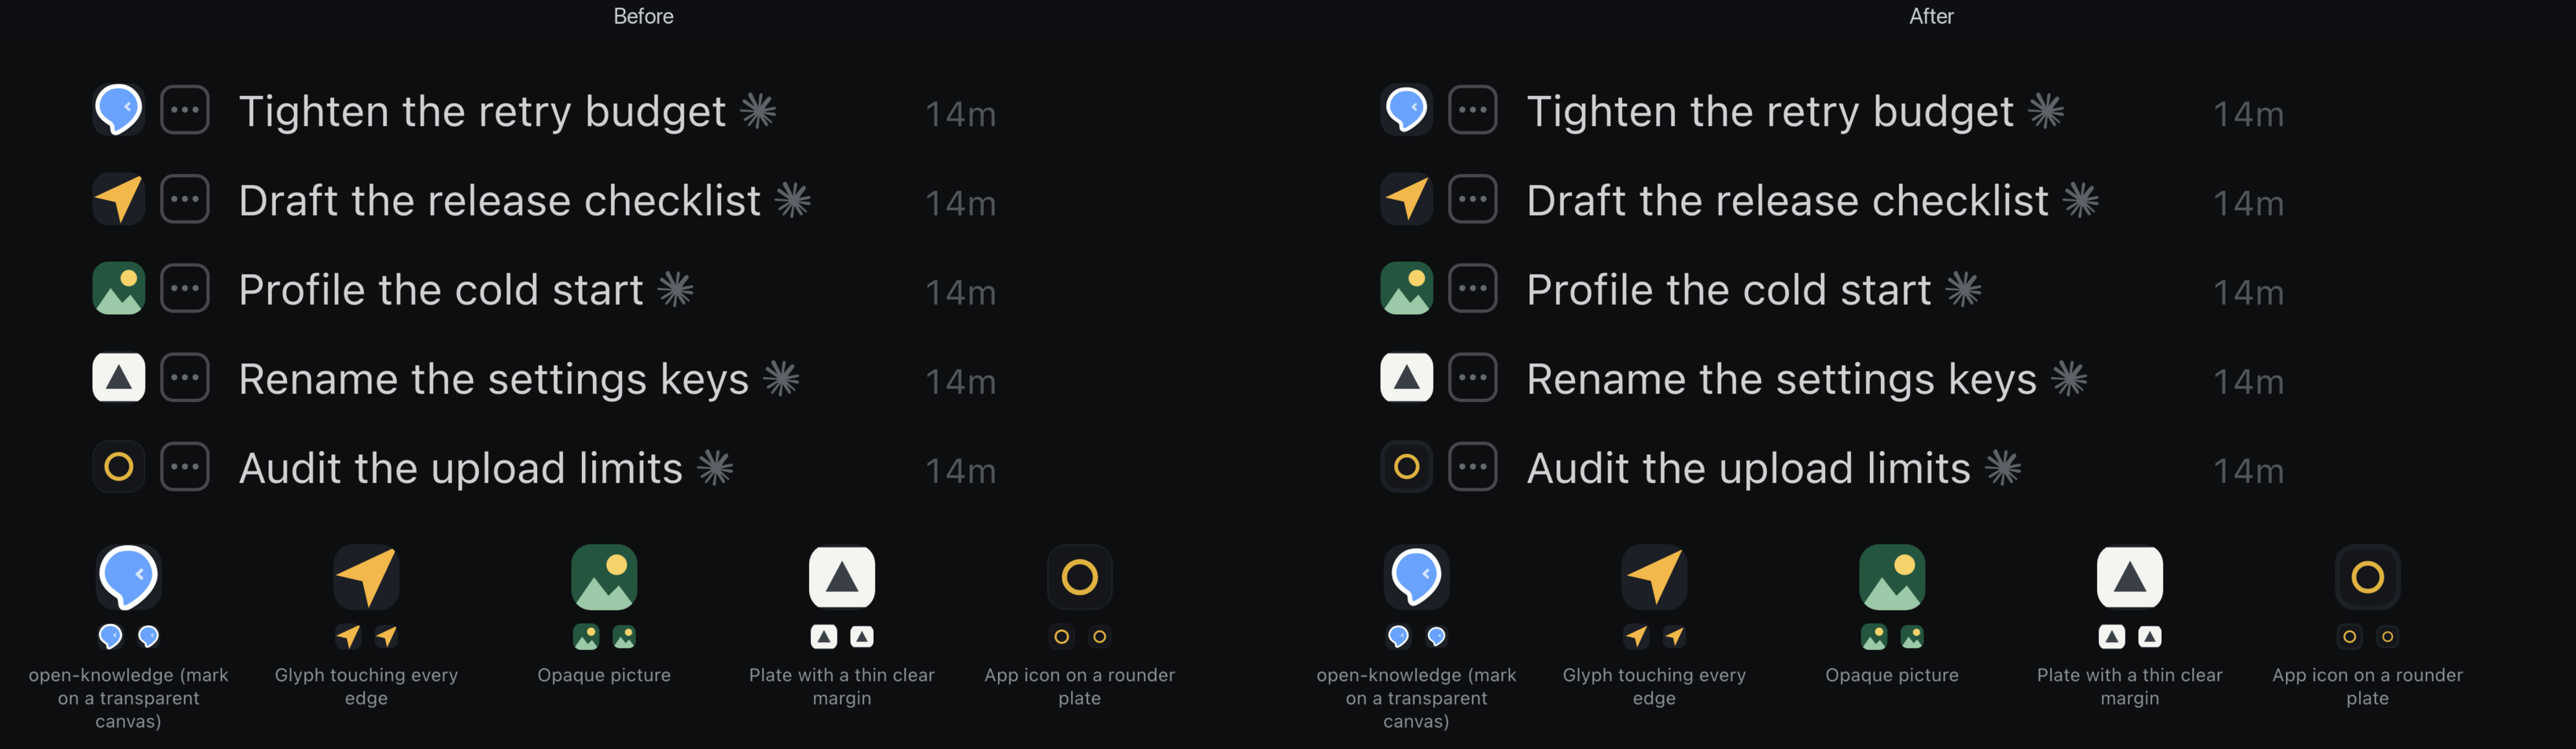 Before
Tighten the retry budget 14m
Draft the release checklist 14m
Profile the cold start 14m
Rename the settings keys 14m
Audit the upload limits 14m
open-knowledge (mark
on a transparent
canvas)
Glyph touching every
edge
Opaque picture
Plate with a thin clear
margin
App icon on a rounder
plate
After
Tighten the retry budget 14m
Draft the release checklist 14m
Profile the cold start 14m
Rename the settings keys 14m
Audit the upload limits 14m
open-knowledge (mark
on a transparent
canvas)
Glyph touching every
edge
Opaque picture
Plate with a thin clear
margin
App icon on a rounder
plate